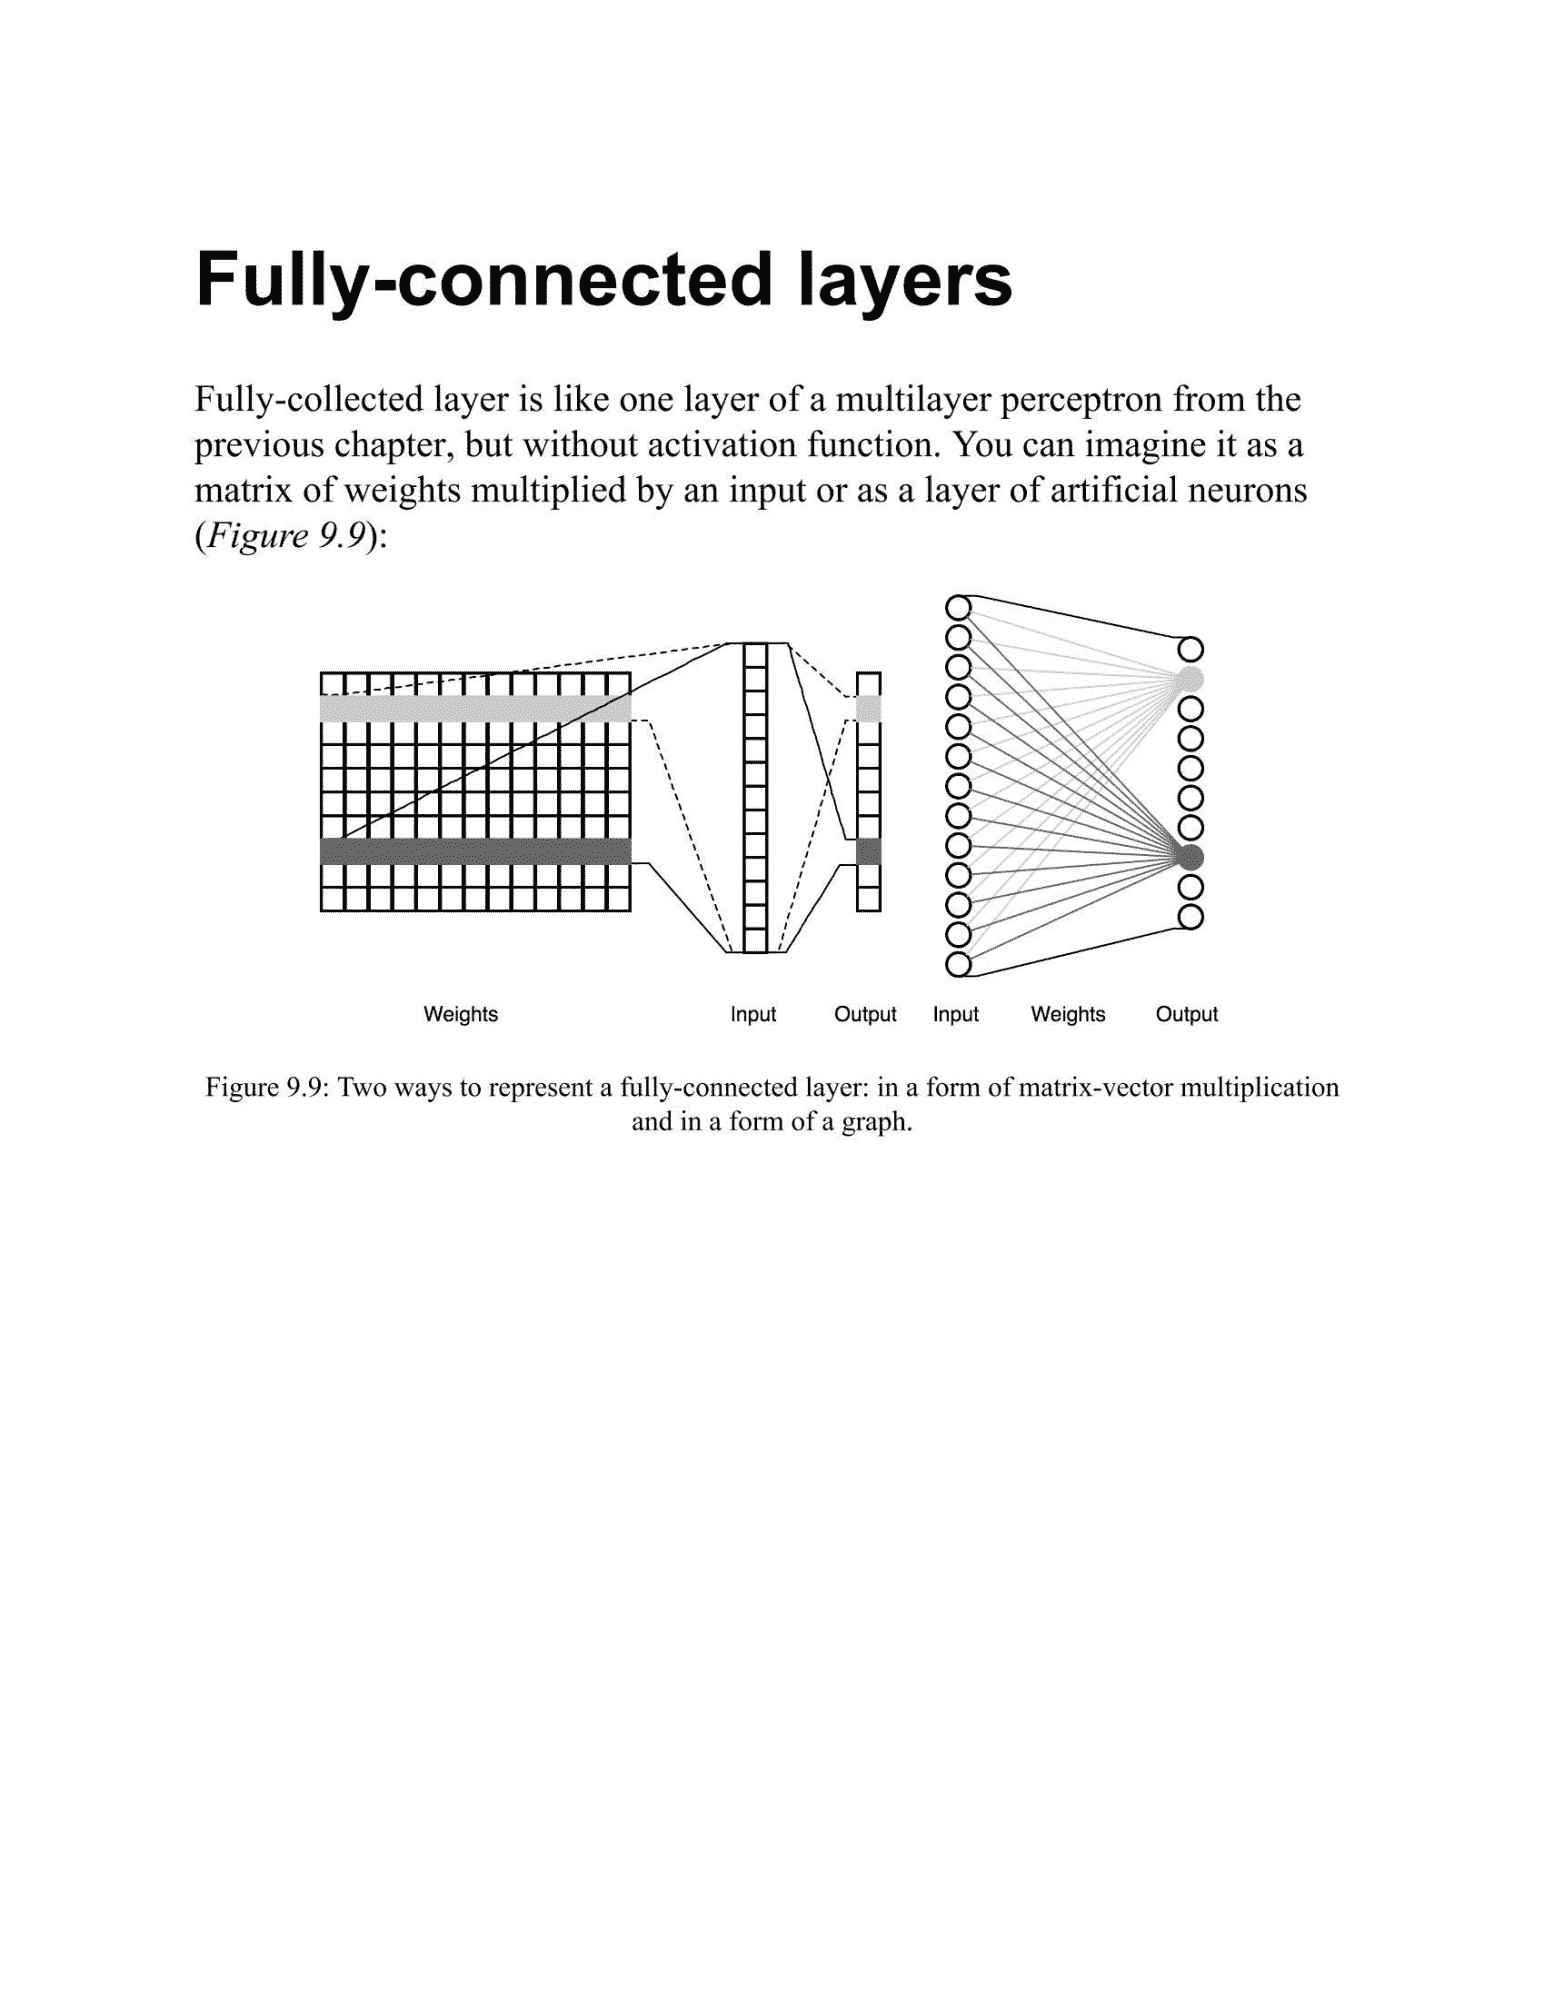 Fully-connected layers
Fully-collected layer is like one layer of a multilayer perceptron from the
previous chapter, but without activation function. You can imagine it as a
matrix of weights multiplied by an input or as a layer of artificial neurons
(Figure 9.9):
Weights Input Output Input Weights Output
Figure 9.9: Two ways to represent a fully-connected layer: in a form of matrix-vector multiplication
and in a form of a graph.